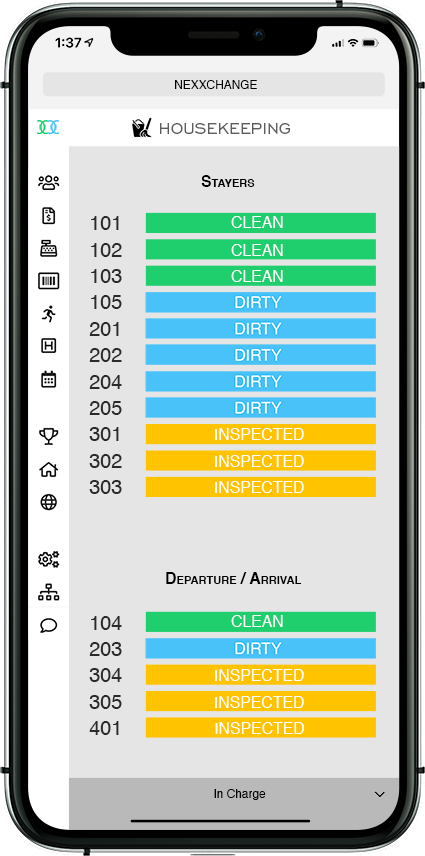 1:37
NEXXCHANGE
HOUSEKEEPING
Stayers
101 CLEAN
102 CLEAN
103 CLEAN
105 DIRTY
201 DIRTY
202 DIRTY
204 DIRTY
205 DIRTY
301 INSPECTED
302 INSPECTED
303 INSPECTED
Departure / Arrival
104 CLEAN
203 DIRTY
304 INSPECTED
305 INSPECTED
401 INSPECTED
In Charge